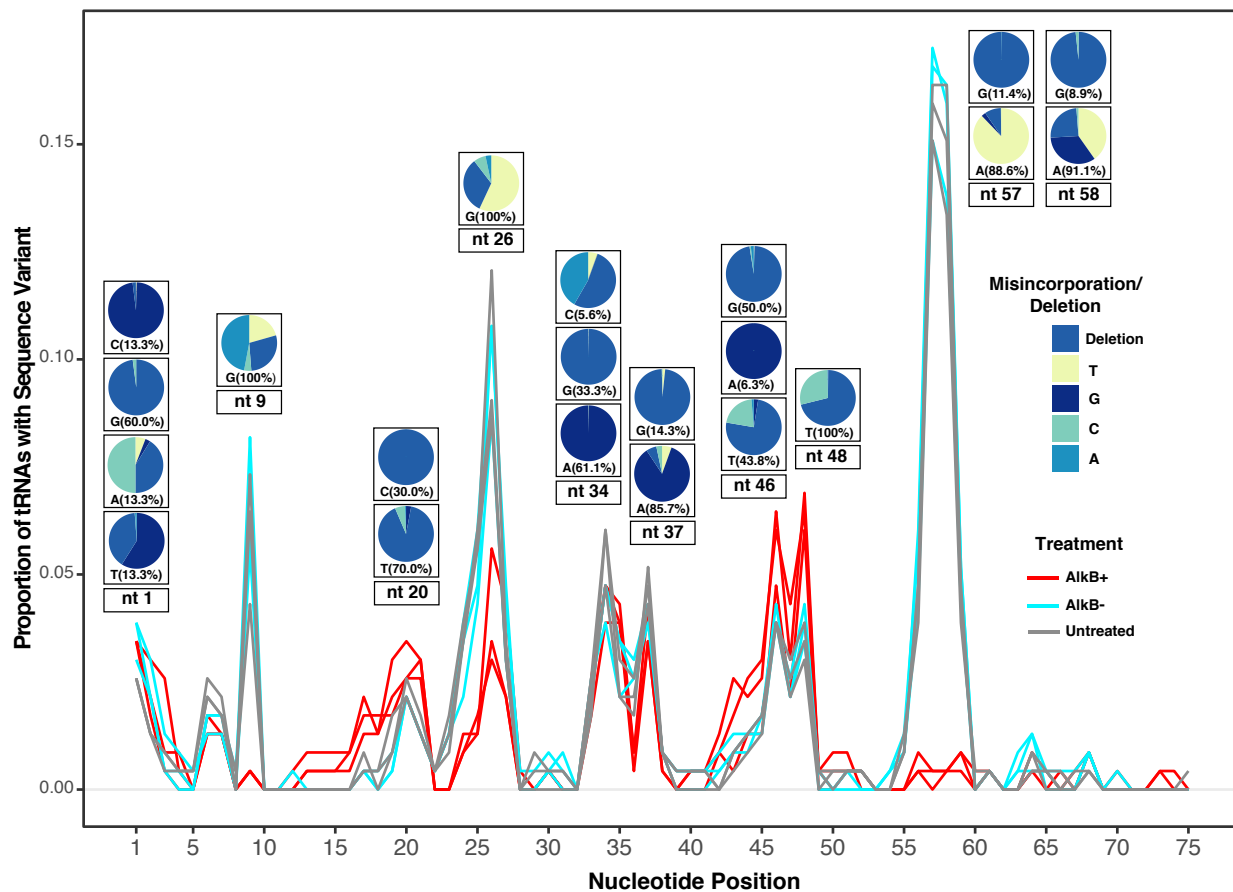 Proportion of tRNAs with Sequence Variant
0.15
0.10
0.05
0.00
C(13.3%)
G(60.0%)
A(13.3%)
T(13.3%)
nt 1
G(100%)
nt 9
C(30.0%)
T(70.0%)
nt 20
G(100%)
nt 26
C(5.6%)
G(33.3%)
A(61.1%)
nt 34
G(14.3%)
A(85.7%)
nt 37
G(50.0%)
A(6.3%)
T(43.8%)
nt 46
T(100%)
nt 48
G(11.4%)
A(88.6%)
nt 57
G(8.9%)
A(91.1%)
nt 58
Misincorporation/
Deletion
Deletion
T
G
C
A
Treatment
AlkB+
AlkB-
Untreated
1 5 10 15 20 25 30 35 40 45 50 55 60 65 70 75
Nucleotide Position